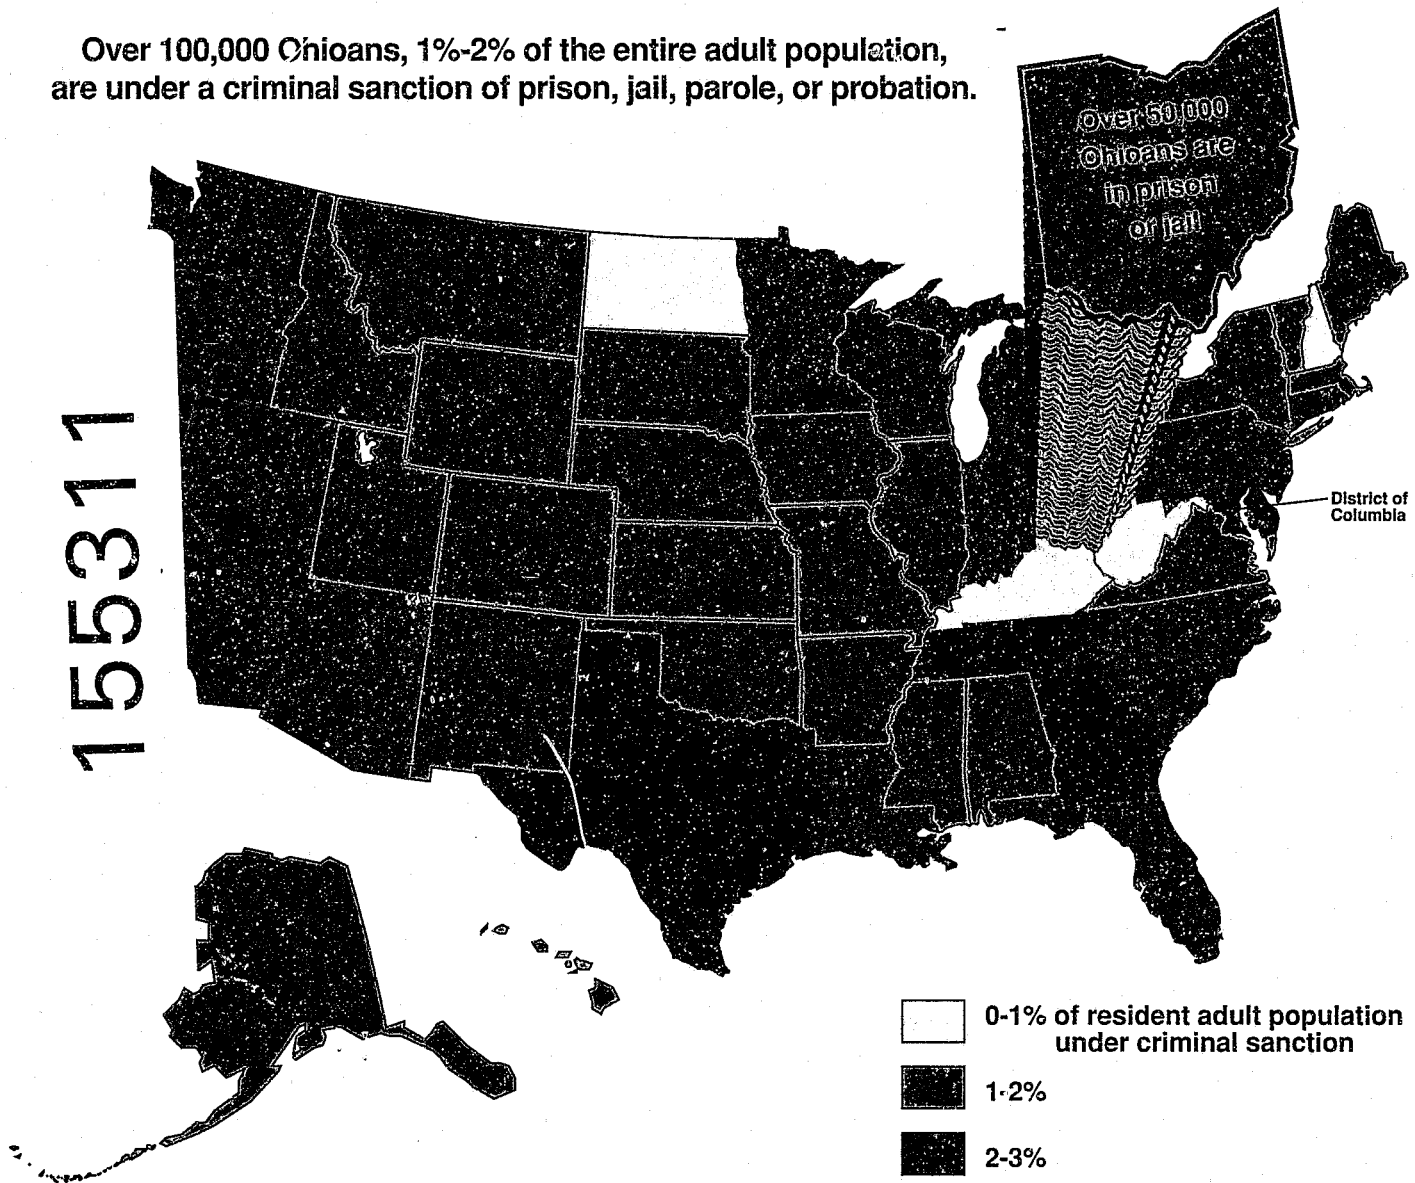 Over 100,000 Ohioans, 1%-2% of the entire adult population,
are under a criminal sanction of prison, jail, parole, or probation.
Over 50,000
Ohioans are
in prison
or jail
155311
District of
Columbia
0-1% of resident adult population
under criminal sanction
1-2%
2-3%